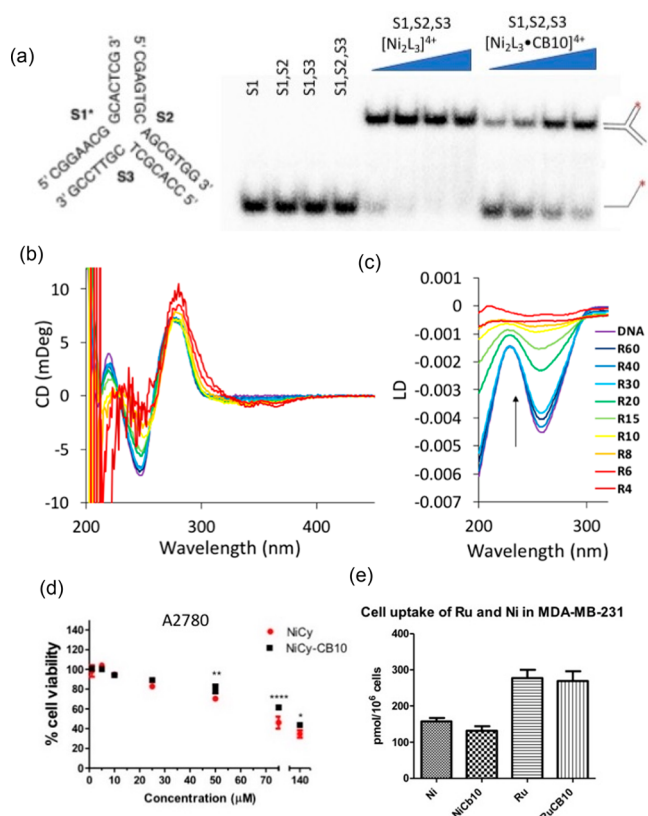 (a)
S1*
S2
S3
5' CGGAACG
GCACTCG 3'
5' CGAGTGC
AGCGTGG 3'
3' GCCTTGC
TCGCACC 5'
S1
S1,S2
S1,S3
S1,S2,S3
S1,S2,S3
[Ni2L3]4+
S1,S2,S3
[Ni2L3•CB10]4+
*
*
(b)
CD (mDeg)
10
5
0
-5
-10
200
300
400
Wavelength (nm)
(c)
LD
0.001
0
-0.001
-0.002
-0.003
-0.004
-0.005
-0.006
-0.007
200
300
Wavelength (nm)
DNA
R60
R40
R30
R20
R15
R10
R8
R6
R4
(d)
A2780
NiCy
NiCy-CB10
% cell viability
140
120
100
80
60
40
20
0
**
****
*
0
10
20
30
40
50
60
70
140
Concentration (µM)
(e)
Cell uptake of Ru and Ni in MDA-MB-231
pmol/10^6 cells
400
300
200
100
0
Ni
NiCb10
Ru
RuCB10